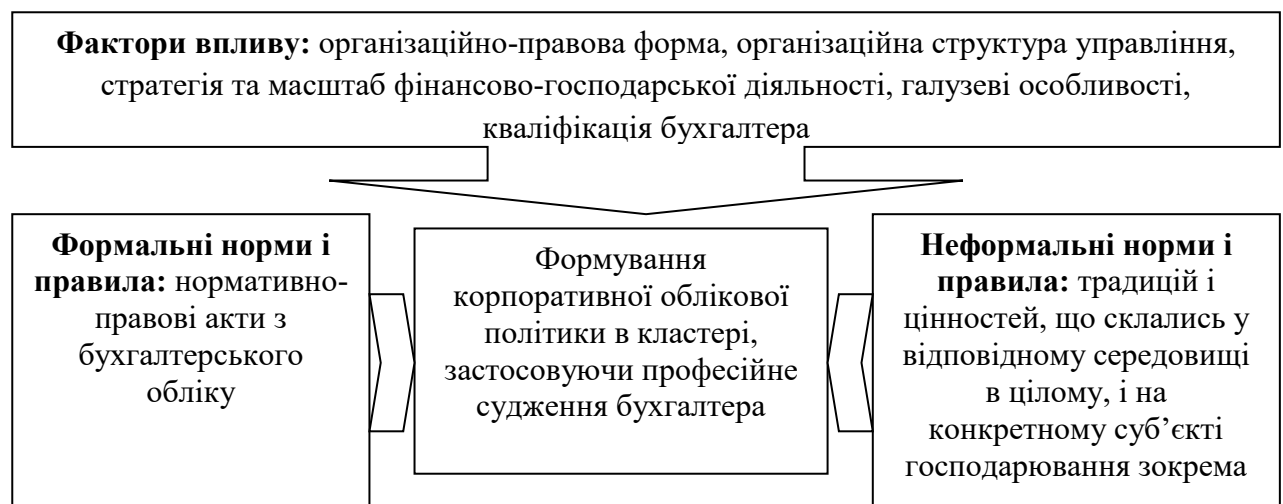 Фактори впливу: організаційно-правова форма, організаційна структура управління,
стратегія та масштаб фінансово-господарської діяльності, галузеві особливості,
кваліфікація бухгалтера
Формальні норми і
правила: нормативно-
правові акти з
бухгалтерського
обліку
Формування
корпоративної облікової
політики в кластері,
застосовуючи професійне
судження бухгалтера
Неформальні норми і
правила: традицій і
цінностей, що склались у
відповідному середовищі
в цілому, і на
конкретному суб’єкті
господарювання зокрема